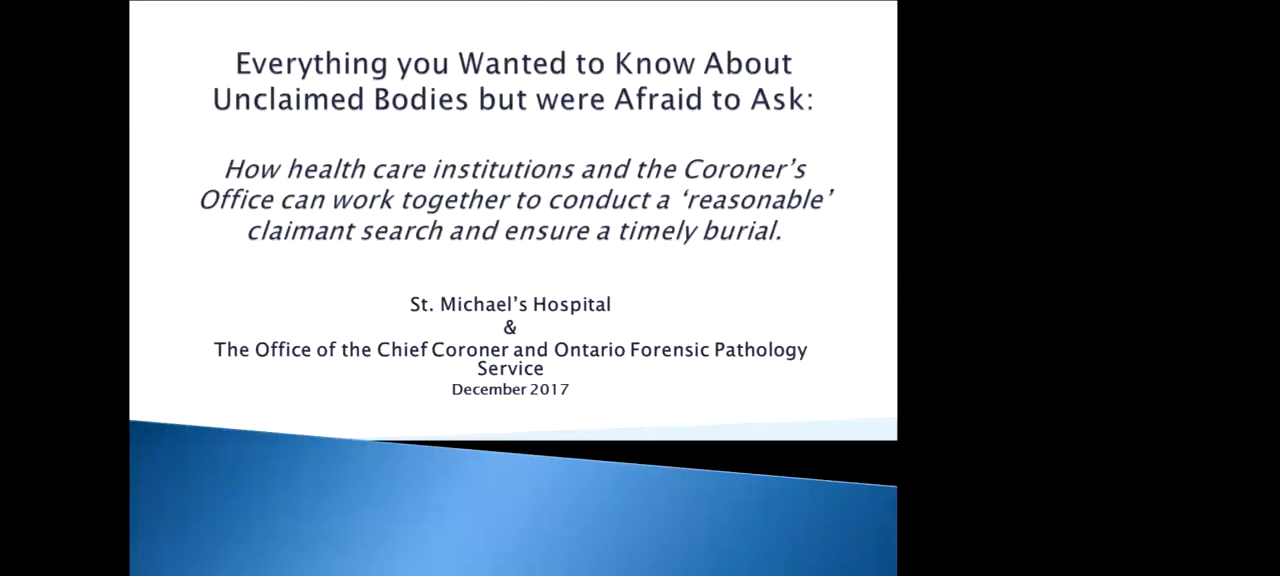 Everything you Wanted to Know About
Unclaimed Bodies but were Afraid to Ask:
How health care institutions and the Coroner’s
Office can work together to conduct a ‘reasonable’
claimant search and ensure a timely burial.
St. Michael’s Hospital
&
The Office of the Chief Coroner and Ontario Forensic Pathology
Service
December 2017